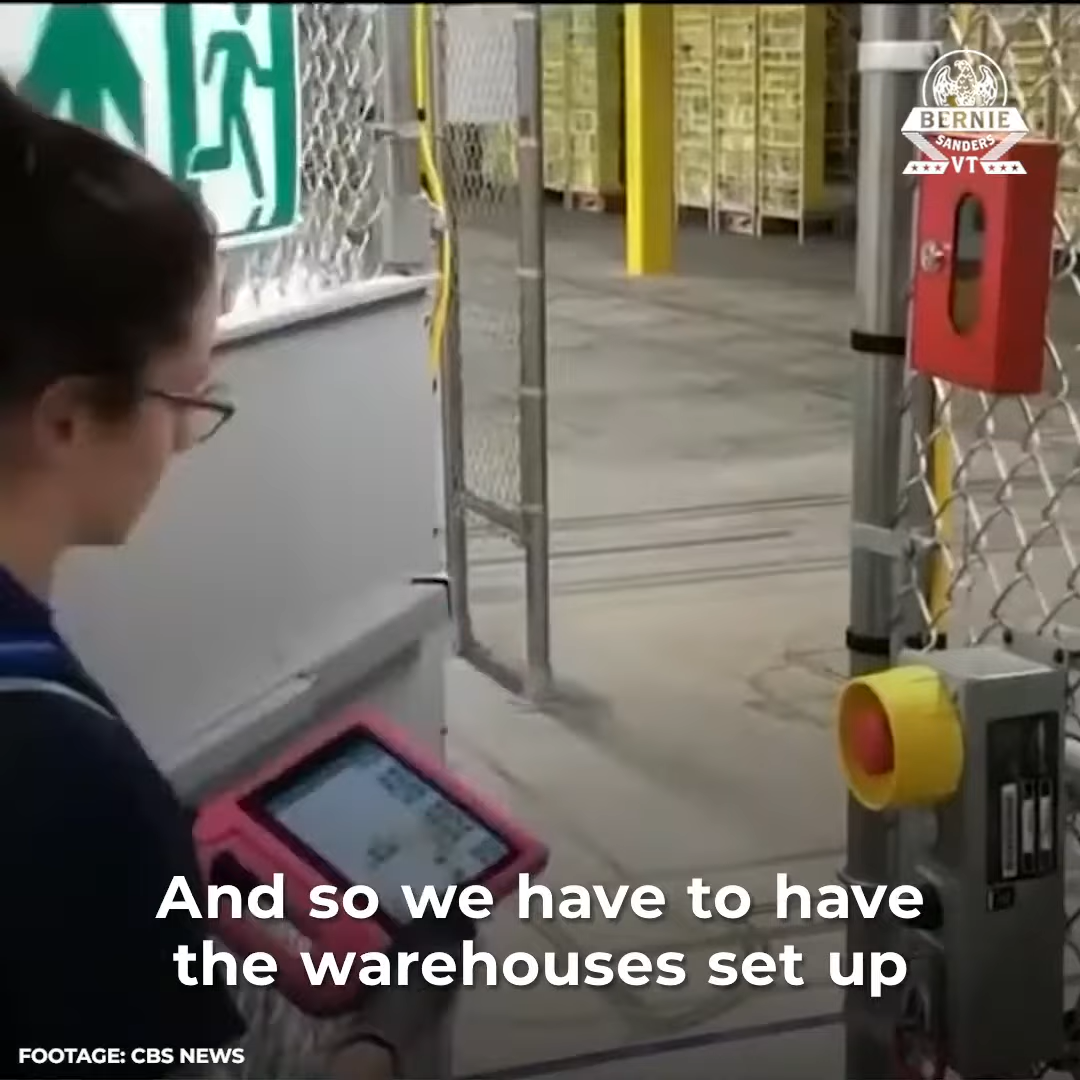 BERNIE
SANDERS
VT
And so we have to have
the warehouses set up
FOOTAGE: CBS NEWS